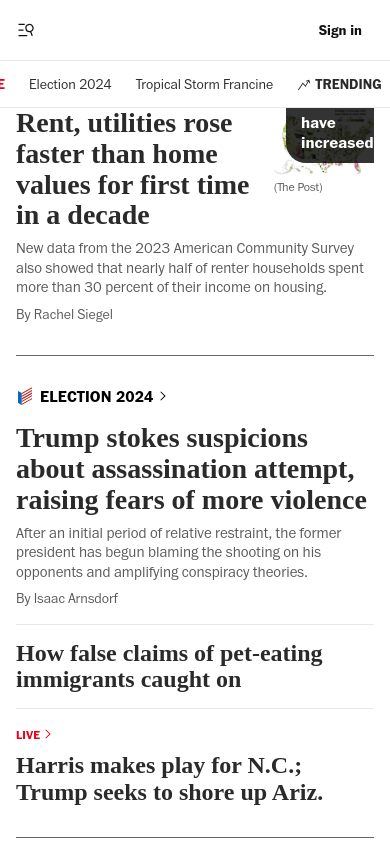 Sign in
E
Election 2024
Tropical Storm Francine
TRENDING
Rent, utilities rose
faster than home
values for first time
in a decade
have
increased
(The Post)
New data from the 2023 American Community Survey
also showed that nearly half of renter households spent
more than 30 percent of their income on housing.
By Rachel Siegel
ELECTION 2024
Trump stokes suspicions
about assassination attempt,
raising fears of more violence
After an initial period of relative restraint, the former
president has begun blaming the shooting on his
opponents and amplifying conspiracy theories.
By Isaac Arnsdorf
How false claims of pet-eating
immigrants caught on
LIVE
Harris makes play for N.C.;
Trump seeks to shore up Ariz.